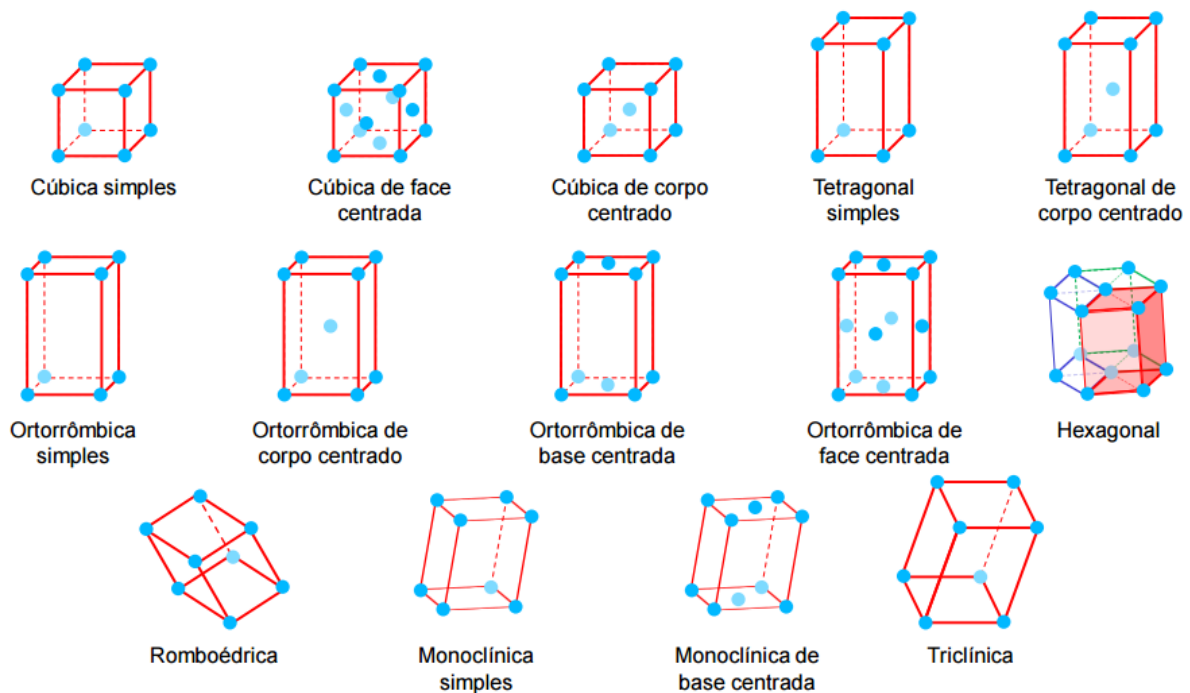 Cúbica simples
Cúbica de face
centrada
Cúbica de corpo
centrado
Tetragonal
simples
Tetragonal de
corpo centrado
Ortorrômbica
simples
Ortorrômbica de
corpo centrado
Ortorrômbica de
base centrada
Ortorrômbica de
face centrada
Hexagonal
Romboédrica
Monoclínica
simples
Monoclínica de
base centrada
Triclínica